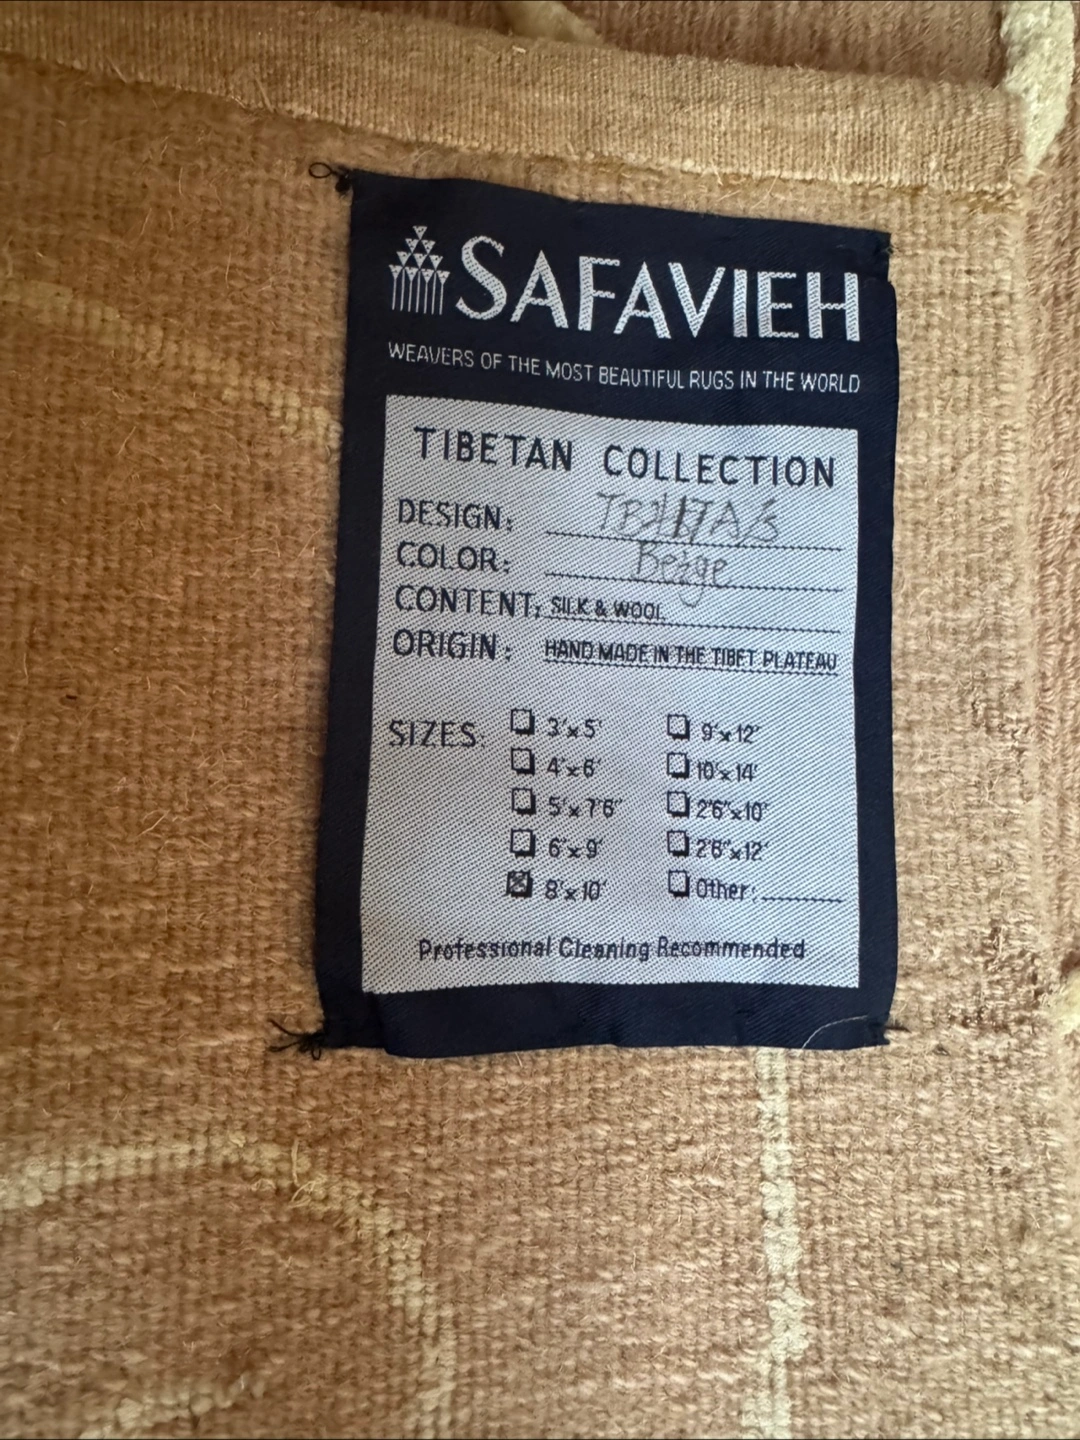 SAFAVIEH
WEAVERS OF THE MOST BEAUTIFUL RUGS IN THE WORLD
TIBETAN COLLECTION
DESIGN:
COLOR: Beige
CONTENT: SILK & WOOL
ORIGIN: HAND MADE IN THE TIBET PLATEAU
SIZES: 3'x5' 9'x12'
4'x6' 10'x14'
5'x7'6" 2'6"x10'
6'x9' 2'6"x12'
8'x10' Other:
Professional Cleaning Recommended